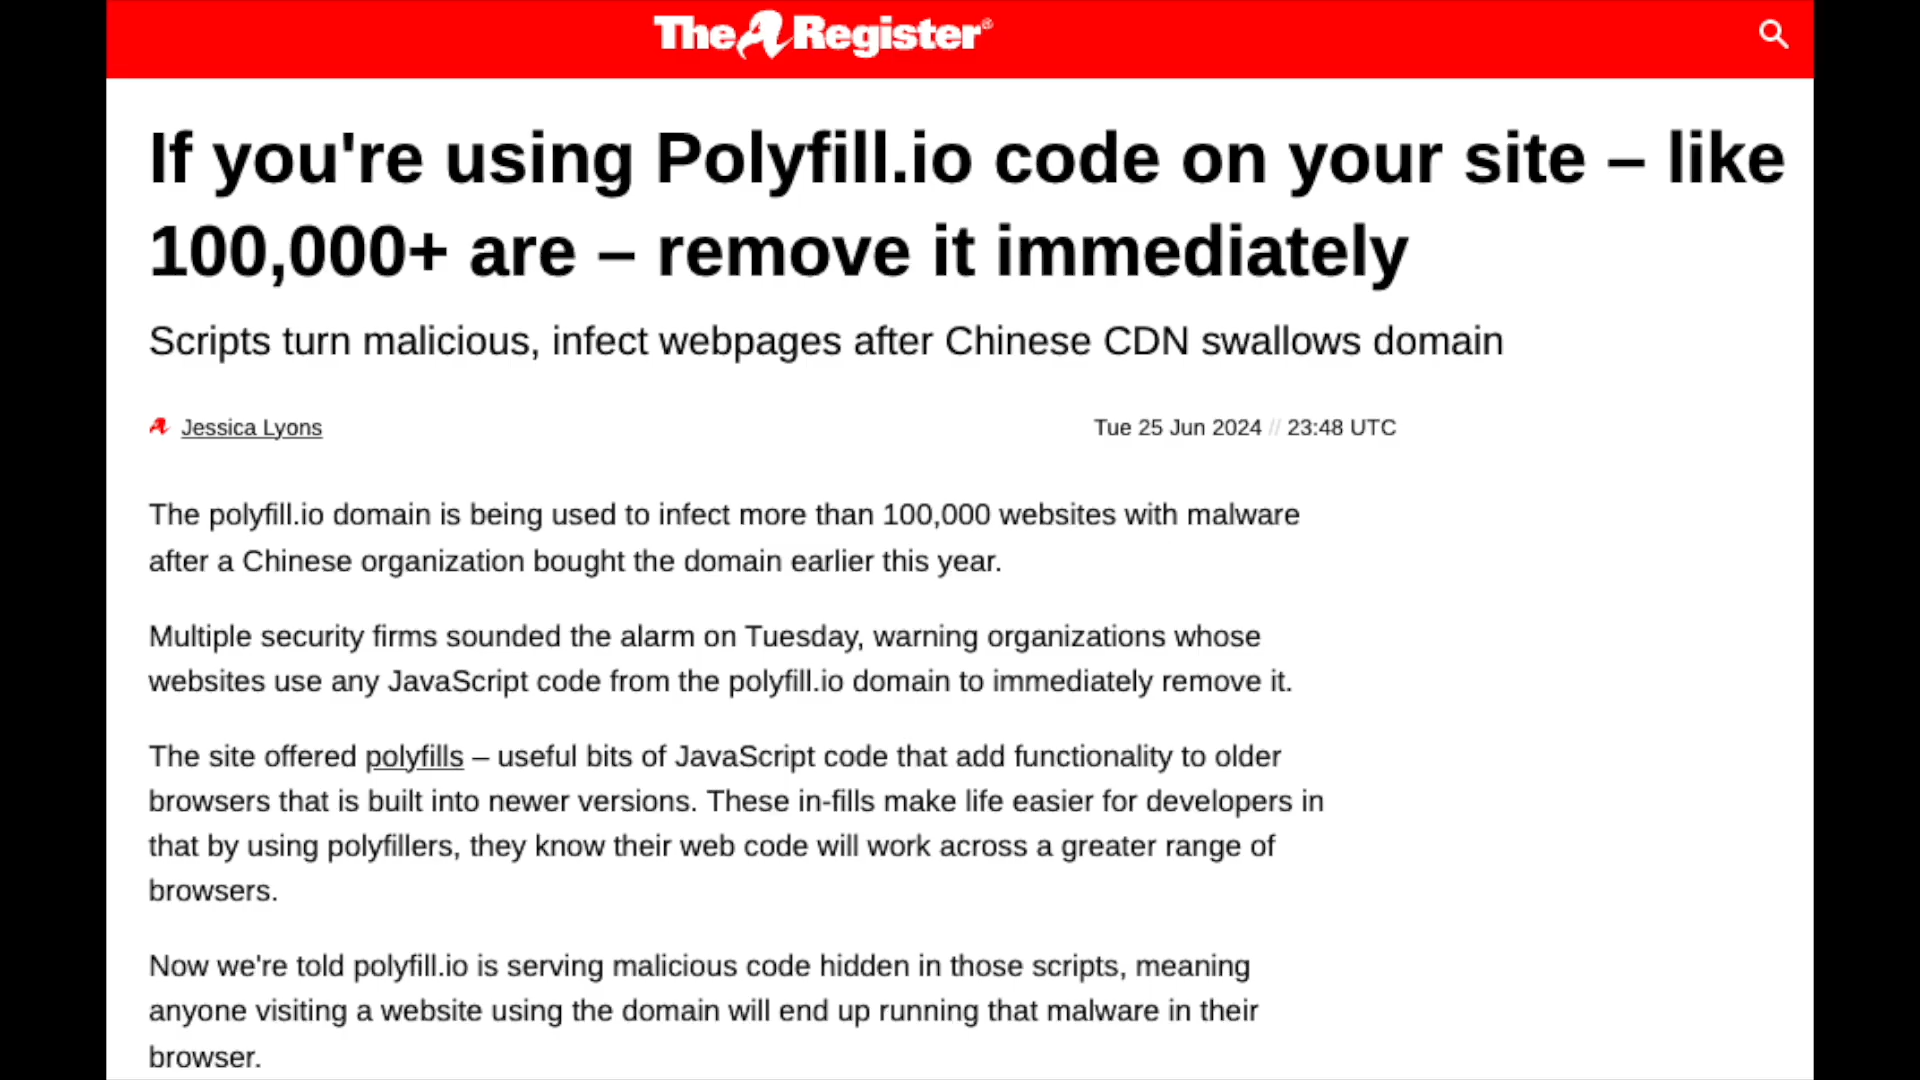 The Register®
If you're using Polyfill.io code on your site – like
100,000+ are – remove it immediately
Scripts turn malicious, infect webpages after Chinese CDN swallows domain
Jessica Lyons
Tue 25 Jun 2024 // 23:48 UTC
The polyfill.io domain is being used to infect more than 100,000 websites with malware
after a Chinese organization bought the domain earlier this year.
Multiple security firms sounded the alarm on Tuesday, warning organizations whose
websites use any JavaScript code from the polyfill.io domain to immediately remove it.
The site offered polyfills – useful bits of JavaScript code that add functionality to older
browsers that is built into newer versions. These in-fills make life easier for developers in
that by using polyfillers, they know their web code will work across a greater range of
browsers.
Now we're told polyfill.io is serving malicious code hidden in those scripts, meaning
anyone visiting a website using the domain will end up running that malware in their
browser.